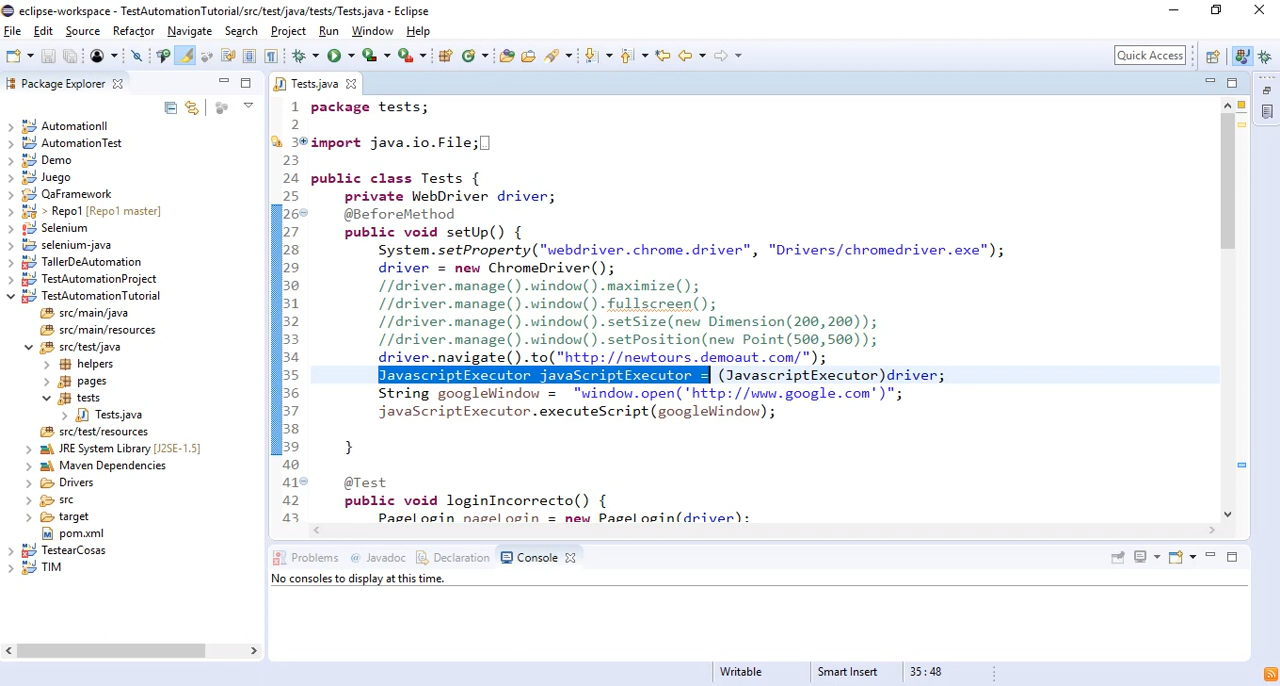 eclipse-workspace - TestAutomationTutorial/src/test/java/tests/Tests.java - Eclipse
File Edit Source Refactor Navigate Search Project Run Window Help
Quick Access
Package Explorer
Tests.java
AutomationII
AutomationTest
Demo
Juego
QaFramework
> Repo1 [Repo1 master]
Selenium
selenium-java
TallerDeAutomation
TestAutomationProject
TestAutomationTutorial
src/main/java
src/main/resources
src/test/java
helpers
pages
tests
Tests.java
src/test/resources
JRE System Library [J2SE-1.5]
Maven Dependencies
Drivers
src
target
pom.xml
TestearCosas
TIM
1 package tests;
2
3 import java.io.File;
23
24 public class Tests {
25 private WebDriver driver;
26 @BeforeMethod
27 public void setUp() {
28 System.setProperty("webdriver.chrome.driver", "Drivers/chromedriver.exe");
29 driver = new ChromeDriver();
30 //driver.manage().window().maximize();
31 //driver.manage().window().fullscreen();
32 //driver.manage().window().setSize(new Dimension(200,200));
33 //driver.manage().window().setPosition(new Point(500,500));
34 driver.navigate().to("http://newtours.demoaut.com/");
35 JavascriptExecutor javaScriptExecutor = (JavascriptExecutor)driver;
36 String googleWindow = "window.open('http://www.google.com')";
37 javaScriptExecutor.executeScript(googleWindow);
38
39 }
40
41 @Test
42 public void loginIncorrecto() {
43 PageLogin pageLogin = new PageLogin(driver);
Problems @ Javadoc Declaration Console
No consoles to display at this time.
Writable Smart Insert 35 : 48